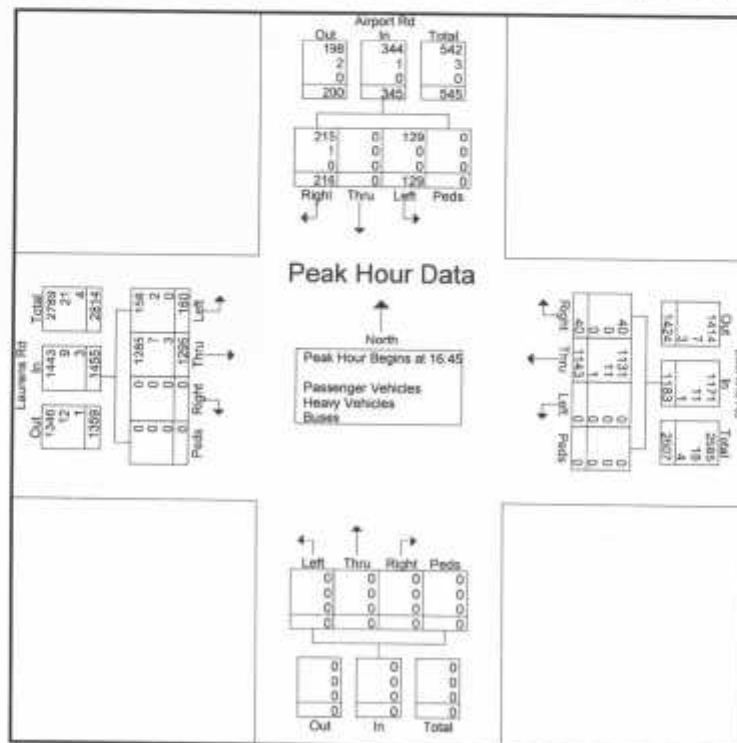 Airport Rd
Out In Total
198 344 542
2 1 3
0 0 0
200 345 545
215 0 129 0
1 0 0 0
0 0 0 0
216 0 129 0
Right Thru Left Peds
Peak Hour Data
North
Peak Hour Begins at 16:45
Passenger Vehicles
Heavy Vehicles
Buses
Laurens Rd
Total In Out
2789 1443 1346
21 9 12
4 3 1
2814 1455 1359
Left Thru Right Peds
158 1285 0 0
2 7 0 0
0 3 0 0
160 1295 0 0
Right Thru Left Peds
40 1131 0 0
0 11 0 0
0 1 0 0
40 1143 0 0
Out In Total
1414 1171 2585
7 11 18
3 1 4
1424 1183 2607
Left Thru Right Peds
0 0 0 0
0 0 0 0
0 0 0 0
0 0 0 0
0 0 0
0 0 0
0 0 0
0 0 0
Out In Total